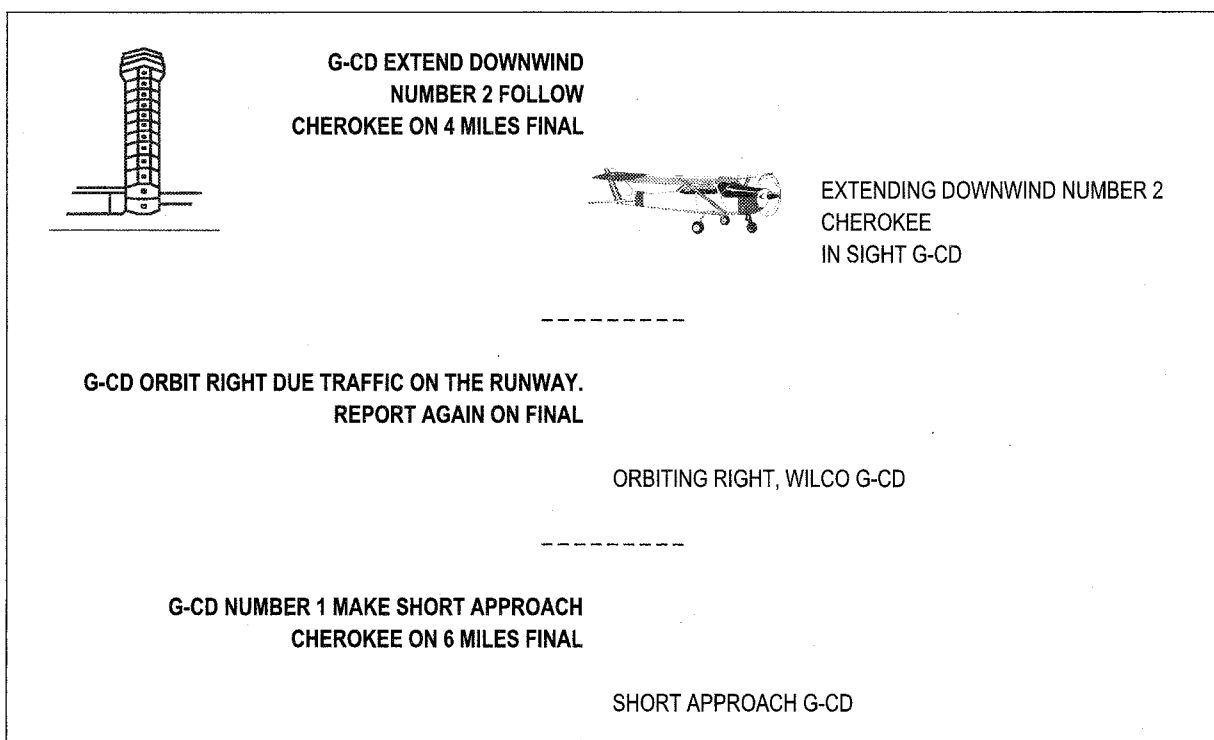 G-CD EXTEND DOWNWIND
NUMBER 2 FOLLOW
CHEROKEE ON 4 MILES FINAL
EXTENDING DOWNWIND NUMBER 2
CHEROKEE
IN SIGHT G-CD
---------
G-CD ORBIT RIGHT DUE TRAFFIC ON THE RUNWAY.
REPORT AGAIN ON FINAL
ORBITING RIGHT, WILCO G-CD
---------
G-CD NUMBER 1 MAKE SHORT APPROACH
CHEROKEE ON 6 MILES FINAL
SHORT APPROACH G-CD